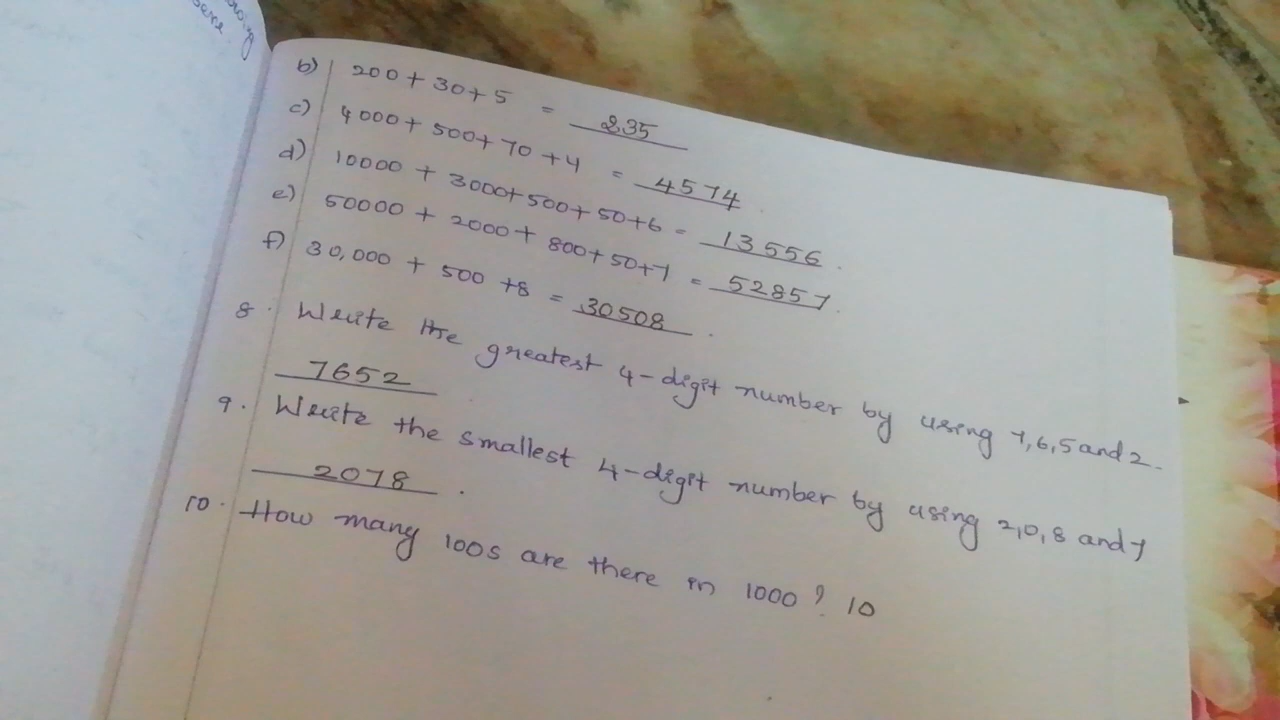 b) 200 + 30 + 5 = 235
c) 4000 + 500 + 70 + 4 = 4574
d) 10000 + 3000 + 500 + 50 + 6 = 13556.
e) 50000 + 2000 + 800 + 50 + 7 = 52857.
f) 30,000 + 500 + 8 = 30508.
8. Write the greatest 4-digit number by using 7,6,5 and 2.
7652
9. Write the smallest 4-digit number by using 2,0,8 and 7
2078.
10. How many 100s are there in 1000? 10